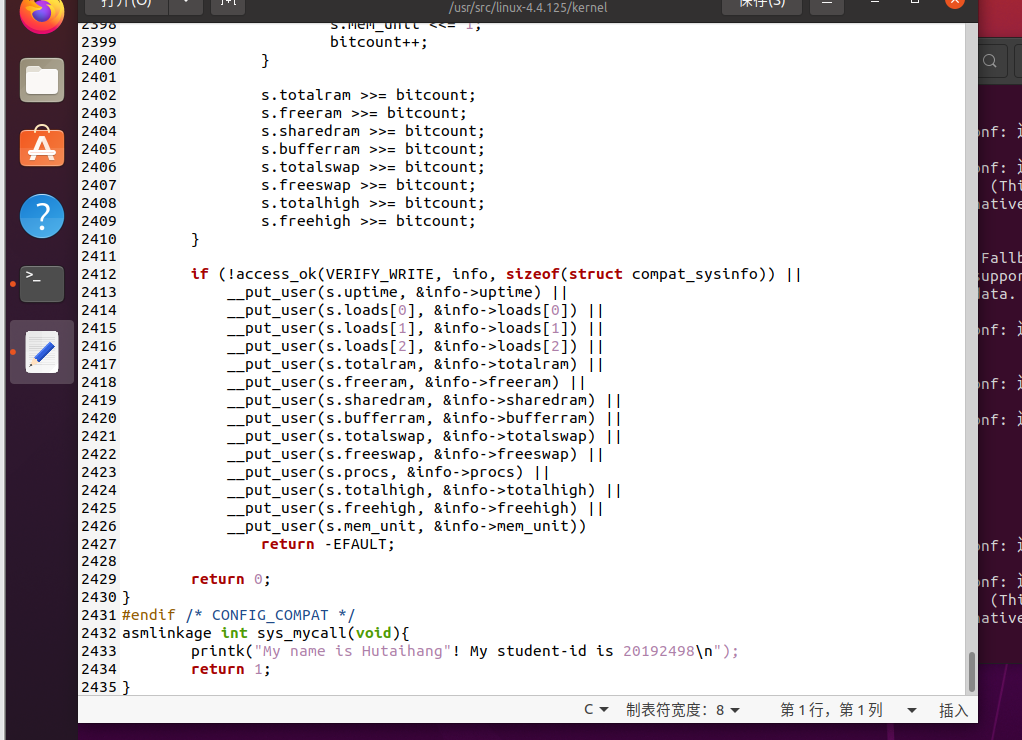 打开(O)
/usr/src/linux-4.4.125/kernel
保存(S)
2398 s.mem_unit <<= 1;
2399 bitcount++;
2400 }
2401
2402 s.totalram >>= bitcount;
2403 s.freeram >>= bitcount;
2404 s.sharedram >>= bitcount;
2405 s.bufferram >>= bitcount;
2406 s.totalswap >>= bitcount;
2407 s.freeswap >>= bitcount;
2408 s.totalhigh >>= bitcount;
2409 s.freehigh >>= bitcount;
2410 }
2411
2412 if (!access_ok(VERIFY_WRITE, info, sizeof(struct compat_sysinfo)) ||
2413 __put_user(s.uptime, &info->uptime) ||
2414 __put_user(s.loads[0], &info->loads[0]) ||
2415 __put_user(s.loads[1], &info->loads[1]) ||
2416 __put_user(s.loads[2], &info->loads[2]) ||
2417 __put_user(s.totalram, &info->totalram) ||
2418 __put_user(s.freeram, &info->freeram) ||
2419 __put_user(s.sharedram, &info->sharedram) ||
2420 __put_user(s.bufferram, &info->bufferram) ||
2421 __put_user(s.totalswap, &info->totalswap) ||
2422 __put_user(s.freeswap, &info->freeswap) ||
2423 __put_user(s.procs, &info->procs) ||
2424 __put_user(s.totalhigh, &info->totalhigh) ||
2425 __put_user(s.freehigh, &info->freehigh) ||
2426 __put_user(s.mem_unit, &info->mem_unit))
2427 return -EFAULT;
2428
2429 return 0;
2430 }
2431 #endif /* CONFIG_COMPAT */
2432 asmlinkage int sys_mycall(void){
2433 printk("My name is Hutaihang"! My student-id is 20192498\n");
2434 return 1;
2435 }
C 制表符宽度：8 第 1 行，第 1 列 插入
onf:
onf:
(Thi
native
Fallb
suppor
data.
onf:
onf:
onf:
onf:
onf:
(Thi
native